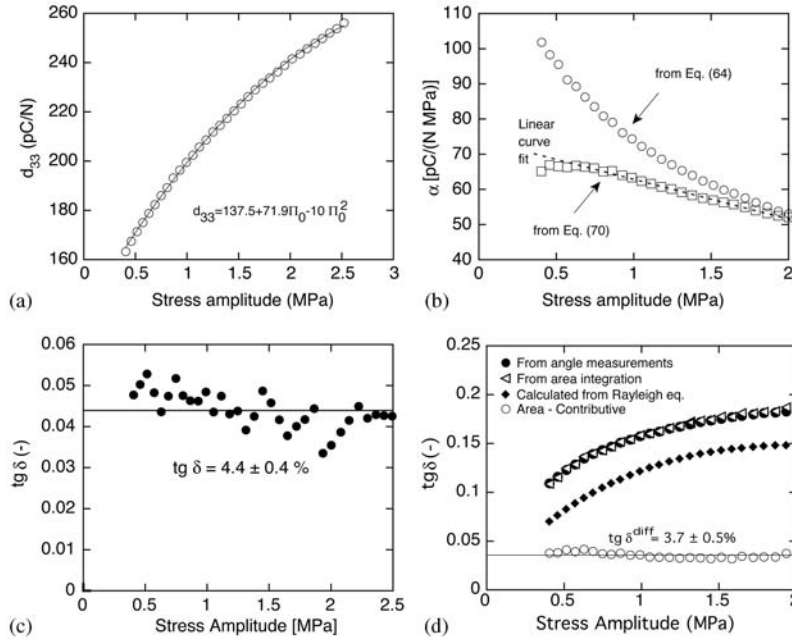 260
240
220
200
180
160
d₃₃ (pC/N)
d₃₃=137.5+71.9Π₀-10 Π₀²
0 0.5 1 1.5 2 2.5 3
(a) Stress amplitude (MPa)
110
100
90
80
70
60
50
40
α [pC/(N MPa)]
from Eq. (64)
Linear
curve
fit
from Eq. (70)
0 0.5 1 1.5 2
(b) Stress amplitude (MPa)
0.06
0.05
0.04
0.03
0.02
0.01
0
tg δ (-)
tg δ = 4.4 ± 0.4 %
0 0.5 1 1.5 2 2.5
(c) Stress Amplitude [MPa]
0.25
0.2
0.15
0.1
0.05
0
tg δ (-)
From angle measurements
From area integration
Calculated from Rayleigh eq.
Area - Contributive
tg δᵈⁱᶠᶠ = 3.7 ± 0.5%
0 0.5 1 1.5 2
(d) Stress Amplitude (MPa)